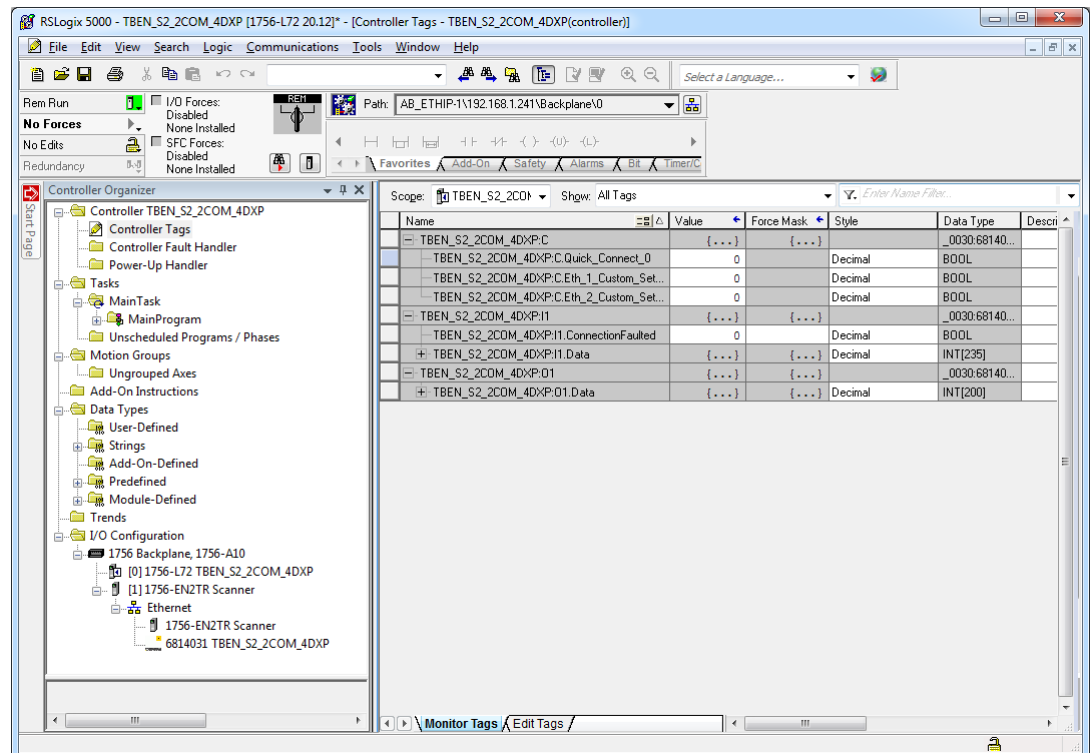 RSLogix 5000 - TBEN_S2_2COM_4DXP [1756-L72 20.12]* - [Controller Tags - TBEN_S2_2COM_4DXP(controller)]
File Edit View Search Logic Communications Tools Window Help
Select a Language...
Rem Run
No Forces
No Edits
Redundancy
I/O Forces:
Disabled
None Installed
SFC Forces:
Disabled
None Installed
REM
Path: AB_ETHIP-1\192.168.1.241\Backplane\0
Favorites Add-On Safety Alarms Bit Timer/C
Start Page
Controller Organizer
Controller TBEN_S2_2COM_4DXP
Controller Tags
Controller Fault Handler
Power-Up Handler
Tasks
MainTask
MainProgram
Unscheduled Programs / Phases
Motion Groups
Ungrouped Axes
Add-On Instructions
Data Types
User-Defined
Strings
Add-On-Defined
Predefined
Module-Defined
Trends
I/O Configuration
1756 Backplane, 1756-A10
[0] 1756-L72 TBEN_S2_2COM_4DXP
[1] 1756-EN2TR Scanner
Ethernet
1756-EN2TR Scanner
6814031 TBEN_S2_2COM_4DXP
Scope: TBEN_S2_2CO Show: All Tags Enter Name Filter...
Name Value Force Mask Style Data Type Descri
TBEN_S2_2COM_4DXP:C {...} {...} _0030:68140...
TBEN_S2_2COM_4DXP:C.Quick_Connect_0 0 Decimal BOOL
TBEN_S2_2COM_4DXP:C.Eth_1_Custom_Set... 0 Decimal BOOL
TBEN_S2_2COM_4DXP:C.Eth_2_Custom_Set... 0 Decimal BOOL
TBEN_S2_2COM_4DXP:I1 {...} {...} _0030:68140...
TBEN_S2_2COM_4DXP:I1.ConnectionFaulted 0 Decimal BOOL
TBEN_S2_2COM_4DXP:I1.Data {...} {...} Decimal INT[235]
TBEN_S2_2COM_4DXP:O1 {...} {...} _0030:68140...
TBEN_S2_2COM_4DXP:O1.Data {...} {...} Decimal INT[200]
Monitor Tags Edit Tags